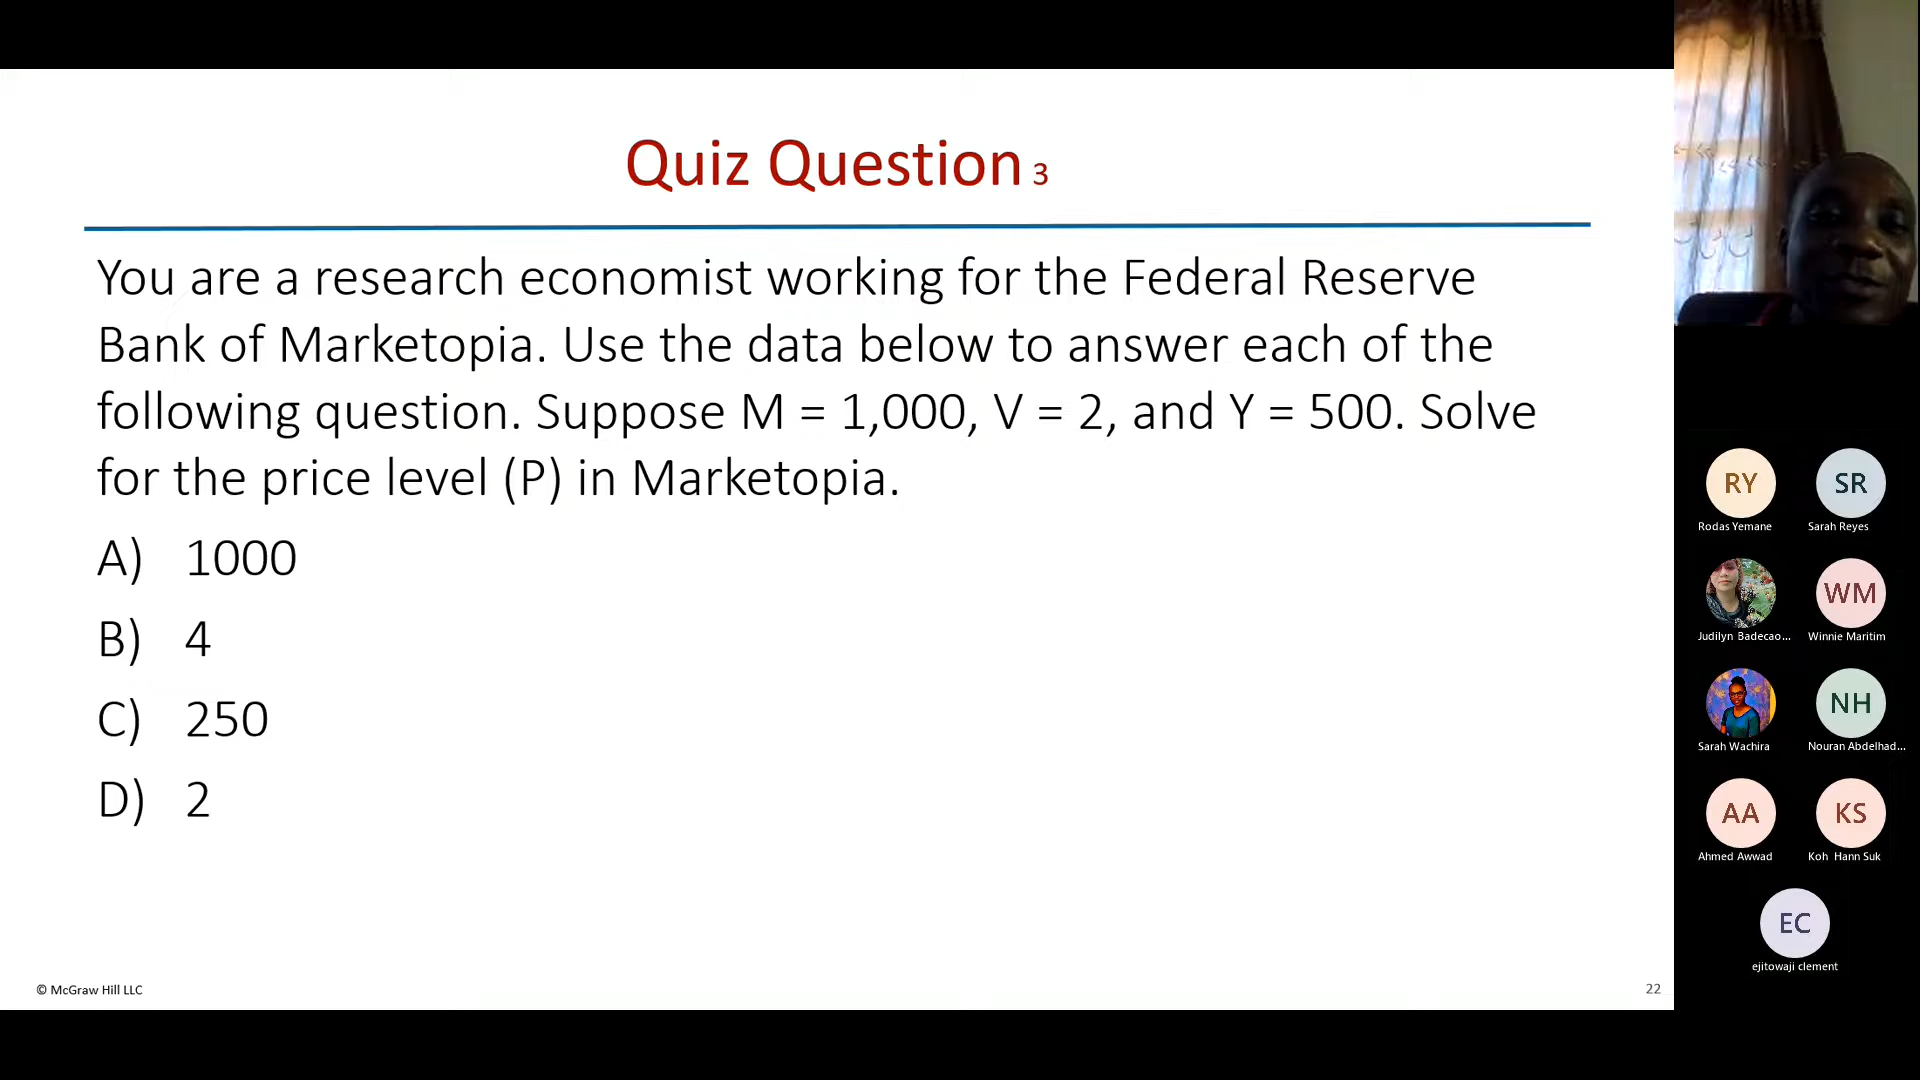 Quiz Question 3
You are a research economist working for the Federal Reserve
Bank of Marketopia. Use the data below to answer each of the
following question. Suppose M = 1,000, V = 2, and Y = 500. Solve
for the price level (P) in Marketopia.
A) 1000
B) 4
C) 250
D) 2
© McGraw Hill LLC
22
RY
Rodas Yemane
SR
Sarah Reyes
Judilyn Badecao...
WM
Winnie Maritim
Sarah Wachira
NH
Nouran Abdelhad...
AA
Ahmed Awwad
KS
Koh Hann Suk
EC
ejitowaji clement